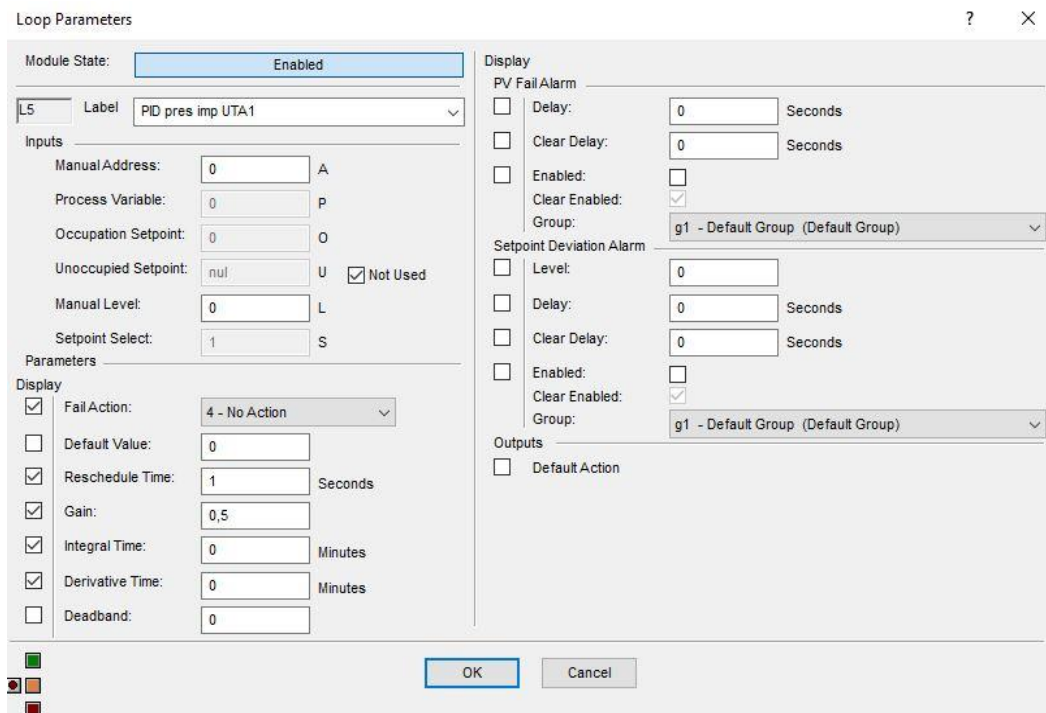 Loop Parameters ? ×
Module State: Enabled
L5 Label PID pres imp UTA1
Inputs
Manual Address: 0 A
Process Variable: 0 P
Occupation Setpoint: 0 O
Unoccupied Setpoint: nul U Not Used
Manual Level: 0 L
Setpoint Select: 1 S
Parameters
Display
Fail Action: 4 - No Action
Default Value: 0
Reschedule Time: 1 Seconds
Gain: 0,5
Integral Time: 0 Minutes
Derivative Time: 0 Minutes
Deadband: 0
Display
PV Fail Alarm
Delay: 0 Seconds
Clear Delay: 0 Seconds
Enabled:
Clear Enabled:
Group: g1 - Default Group (Default Group)
Setpoint Deviation Alarm
Level: 0
Delay: 0 Seconds
Clear Delay: 0 Seconds
Enabled:
Clear Enabled:
Group: g1 - Default Group (Default Group)
Outputs
Default Action
OK Cancel